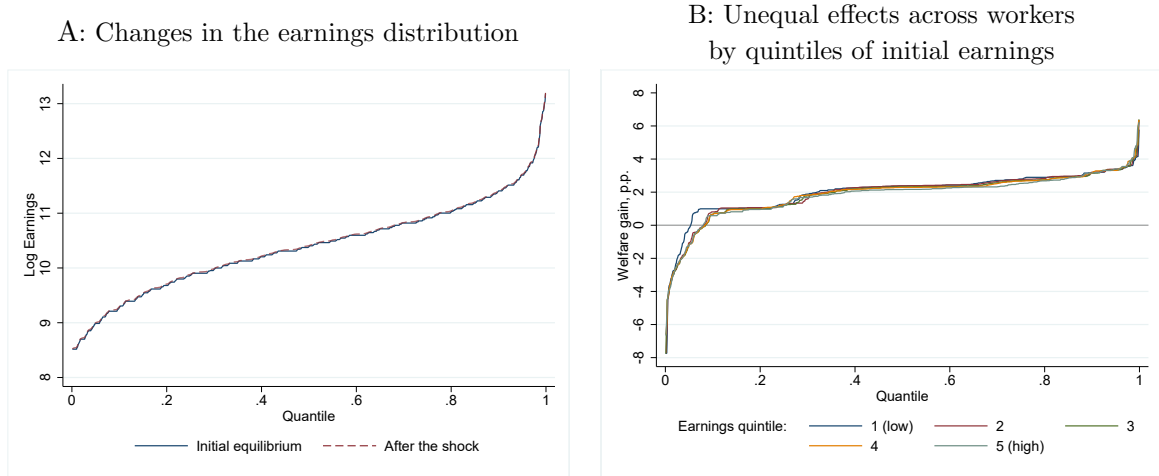 A: Changes in the earnings distribution
13
12
11
10
9
8
Log Earnings
0 .2 .4 .6 .8 1
Quantile
Initial equilibrium After the shock
B: Unequal effects across workers
by quintiles of initial earnings
8
6
4
2
0
-2
-4
-6
-8
Welfare gain, p.p.
0 .2 .4 .6 .8 1
Quantile
Earnings quintile: 1 (low) 2 3
4 5 (high)